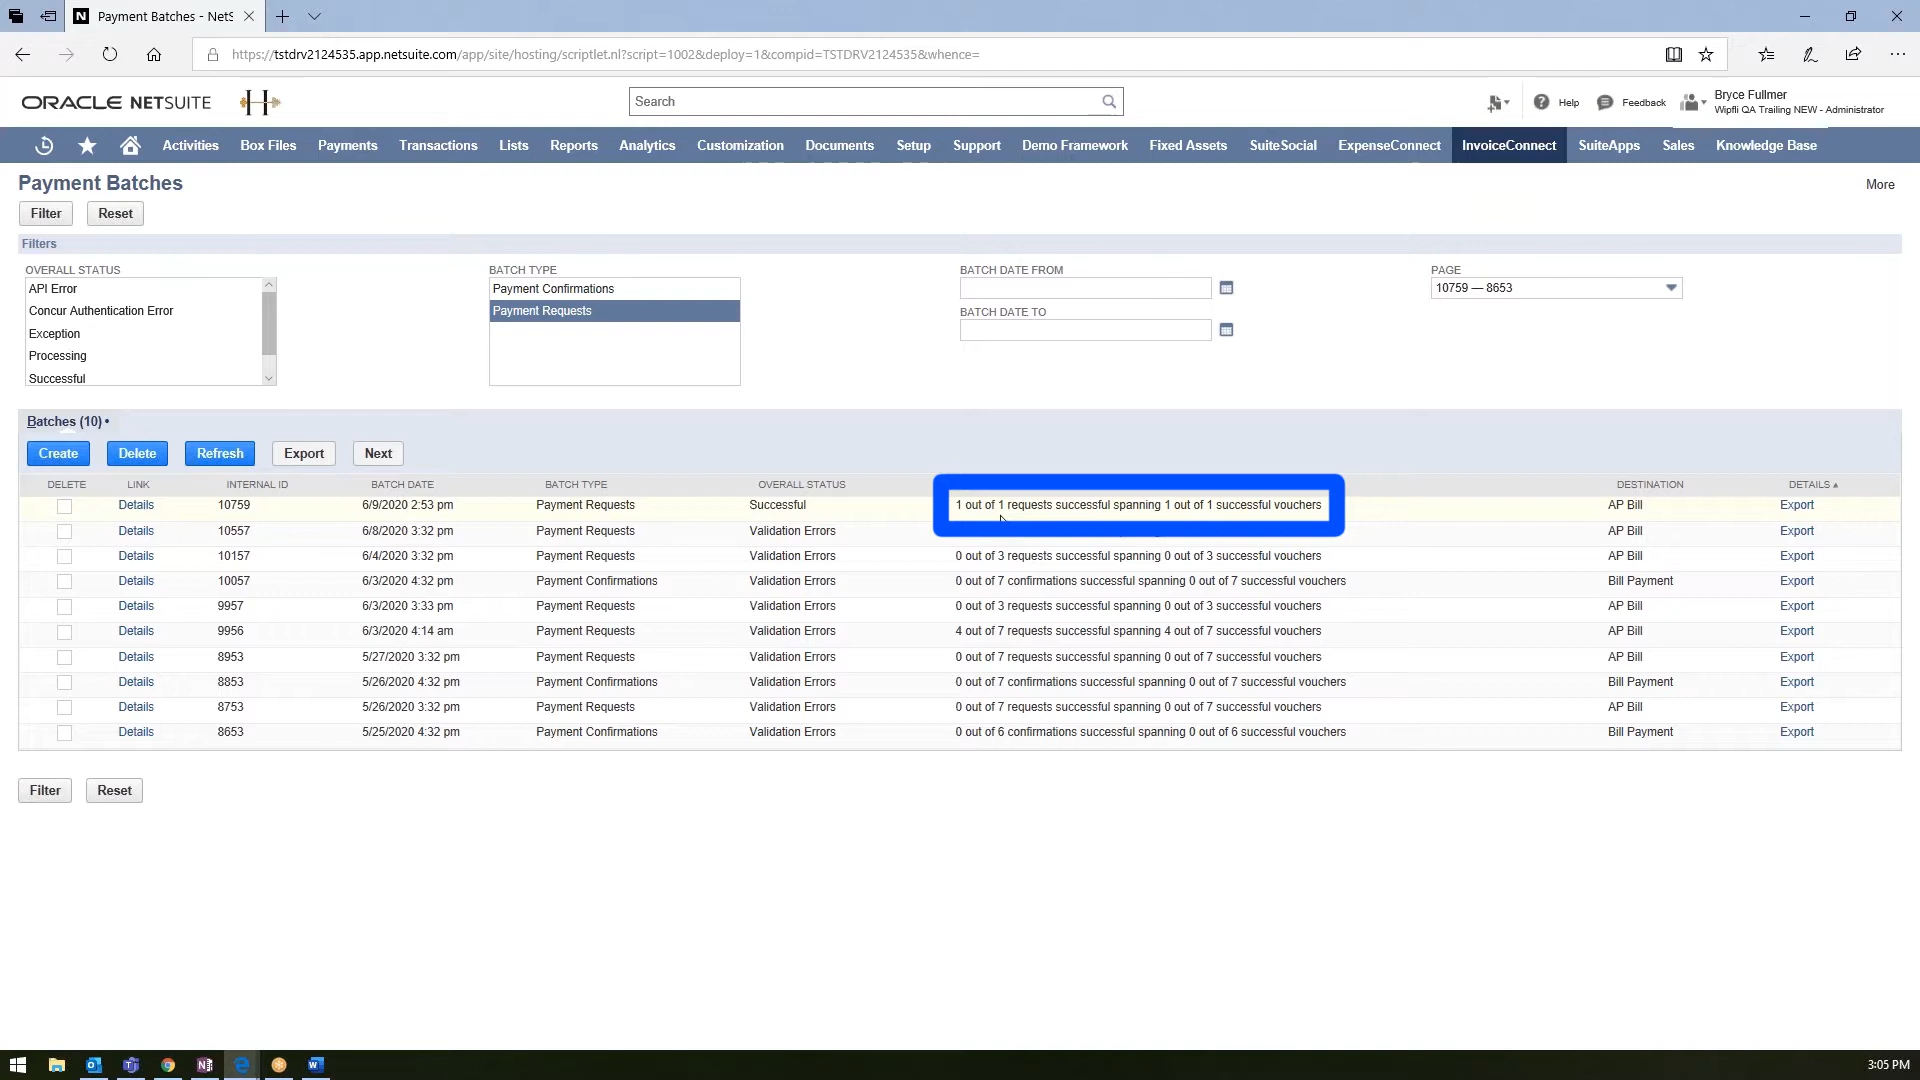 Payment Batches - NetS
https://tstdrv2124535.app.netsuite.com/app/site/hosting/scriptlet.nl?script=1002&deploy=1&compid=TSTDRV2124535&whence=
ORACLE NETSUITE
Search
Help
Feedback
Bryce Fullmer
Wipfli QA Trailing NEW - Administrator
Activities Box Files Payments Transactions Lists Reports Analytics Customization Documents Setup Support Demo Framework Fixed Assets SuiteSocial ExpenseConnect InvoiceConnect SuiteApps Sales Knowledge Base
Payment Batches
More
Filter Reset
Filters
OVERALL STATUS
API Error
Concur Authentication Error
Exception
Processing
Successful
BATCH TYPE
Payment Confirmations
Payment Requests
BATCH DATE FROM
BATCH DATE TO
PAGE
10759 — 8653
Batches (10) •
Create Delete Refresh Export Next
DELETE LINK INTERNAL ID BATCH DATE BATCH TYPE OVERALL STATUS DESTINATION DETAILS ▲
Details 10759 6/9/2020 2:53 pm Payment Requests Successful 1 out of 1 requests successful spanning 1 out of 1 successful vouchers AP Bill Export
Details 10557 6/8/2020 3:32 pm Payment Requests Validation Errors AP Bill Export
Details 10157 6/4/2020 3:32 pm Payment Requests Validation Errors 0 out of 3 requests successful spanning 0 out of 3 successful vouchers AP Bill Export
Details 10057 6/3/2020 4:32 pm Payment Confirmations Validation Errors 0 out of 7 confirmations successful spanning 0 out of 7 successful vouchers Bill Payment Export
Details 9957 6/3/2020 3:33 pm Payment Requests Validation Errors 0 out of 3 requests successful spanning 0 out of 3 successful vouchers AP Bill Export
Details 9956 6/3/2020 4:14 am Payment Requests Validation Errors 4 out of 7 requests successful spanning 4 out of 7 successful vouchers AP Bill Export
Details 8953 5/27/2020 3:32 pm Payment Requests Validation Errors 0 out of 7 requests successful spanning 0 out of 7 successful vouchers AP Bill Export
Details 8853 5/26/2020 4:32 pm Payment Confirmations Validation Errors 0 out of 7 confirmations successful spanning 0 out of 7 successful vouchers Bill Payment Export
Details 8753 5/26/2020 3:32 pm Payment Requests Validation Errors 0 out of 7 requests successful spanning 0 out of 7 successful vouchers AP Bill Export
Details 8653 5/25/2020 4:32 pm Payment Confirmations Validation Errors 0 out of 6 confirmations successful spanning 0 out of 6 successful vouchers Bill Payment Export
Filter Reset
3:05 PM